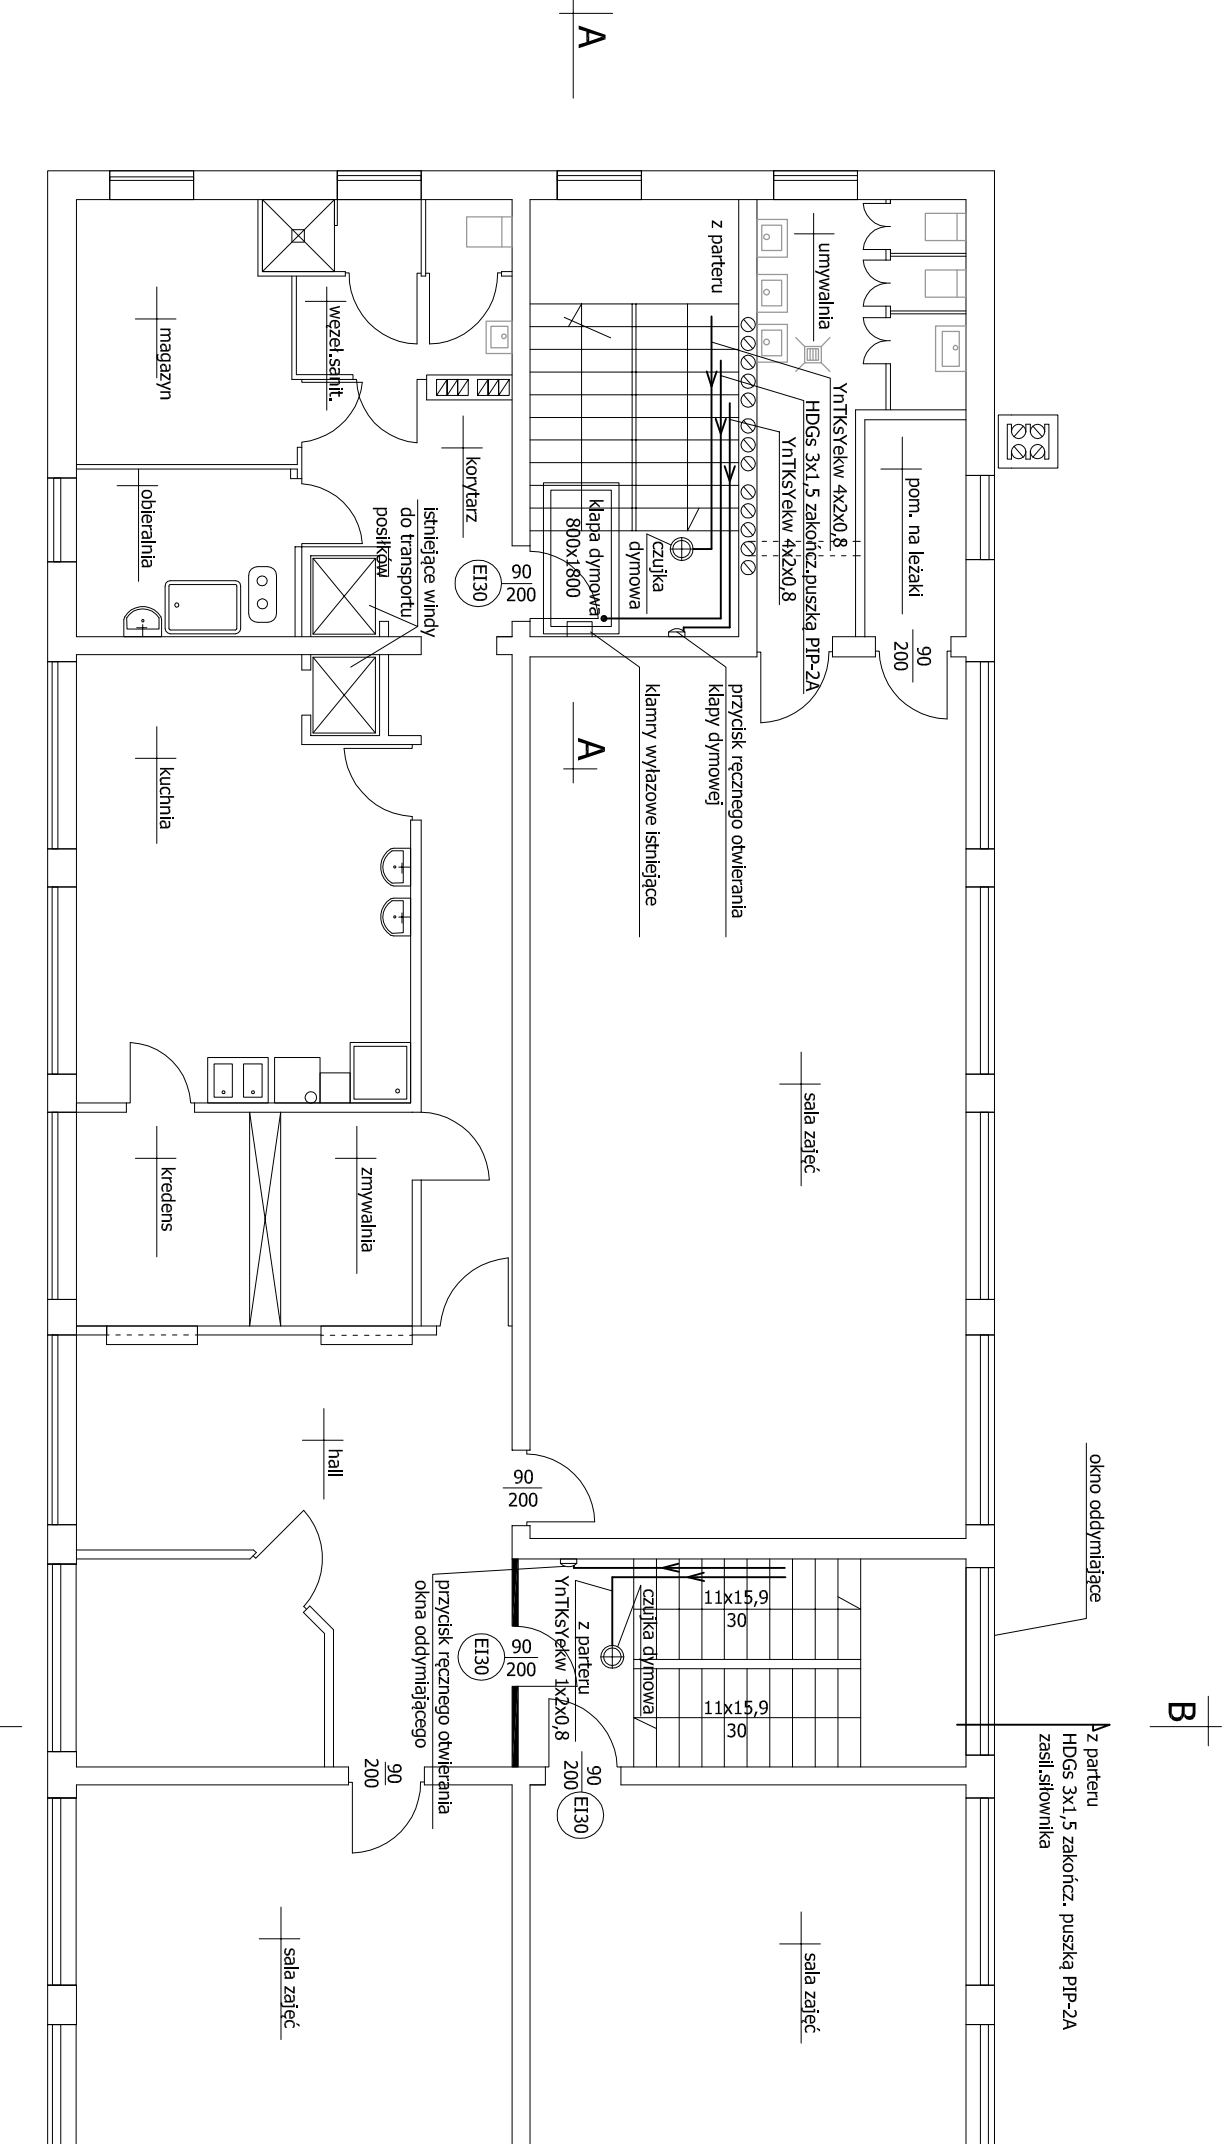 A
z parteru
umywalnia
YnTKsYekw 4x2x0,8
HDGs 3x1,5 zakończ.puszką PIP-2A
YnTKsYekw 4x2x0,8
pom. na leżaki
węzeł.sanit.
magazyn
korytarz
obieralnia
istniejące windy
do transportu
posiłków
EI30
90
200
klapa dymowa
800x1800
czujka
dymowa
90
200
przycisk ręcznego otwierania
klapy dymowej
klamry wyłazowe istniejące
A
kuchnia
sala zajęć
kredens
zmywalnia
hall
90
200
okno oddymiające
11x15,9
30
11x15,9
30
czujka dymowa
z parteru
YnTKsYekw 1x2x0,8
90
200
EI30
przycisk ręcznego otwierania
okna oddymiającego
90
200
90
200
EI30
B
z parteru
HDGs 3x1,5 zakończ. puszką PIP-2A
zasil.siłownika
sala zajęć
sala zajęć